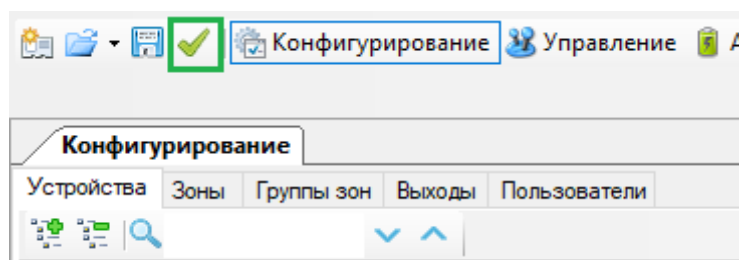 Конфигурирование Управление А
Конфигурирование
Устройства Зоны Группы зон Выходы Пользователи